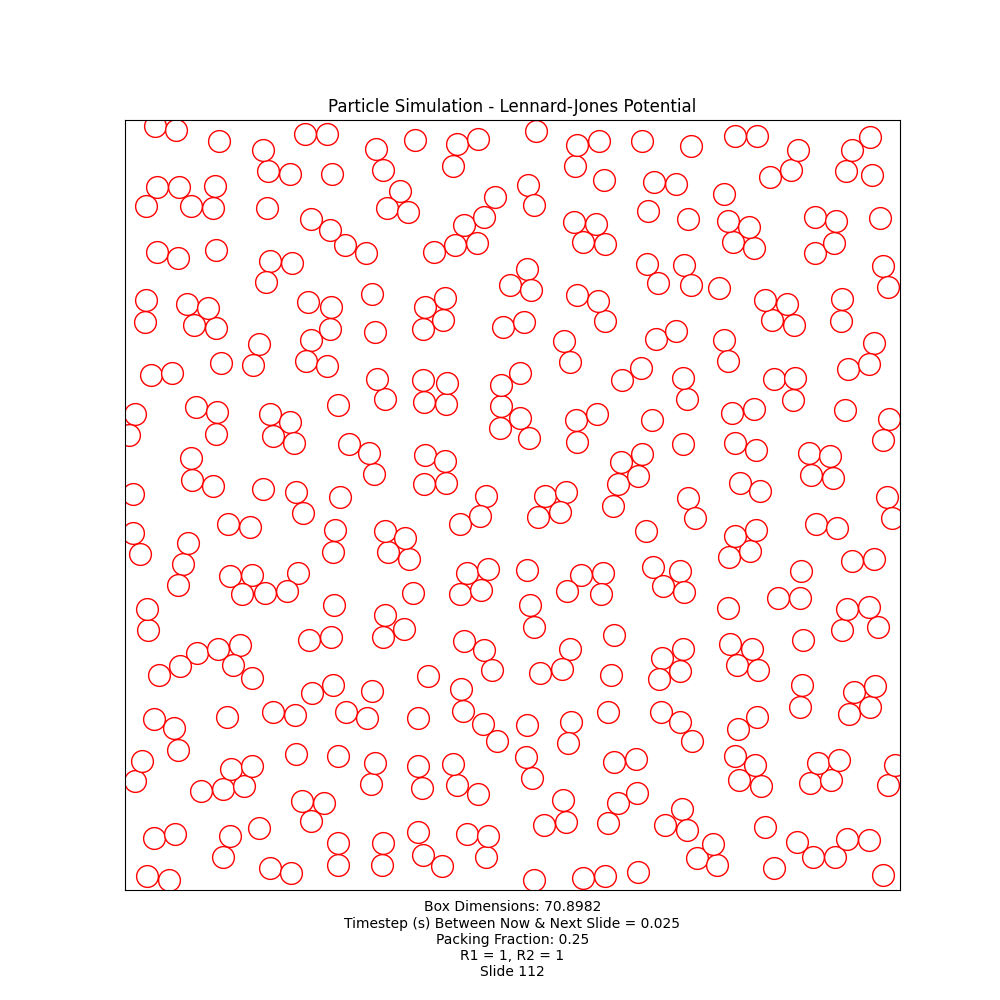 Particle Simulation - Lennard-Jones Potential
Box Dimensions: 70.8982
Timestep (s) Between Now & Next Slide = 0.025
Packing Fraction: 0.25
R1 = 1, R2 = 1
Slide 112